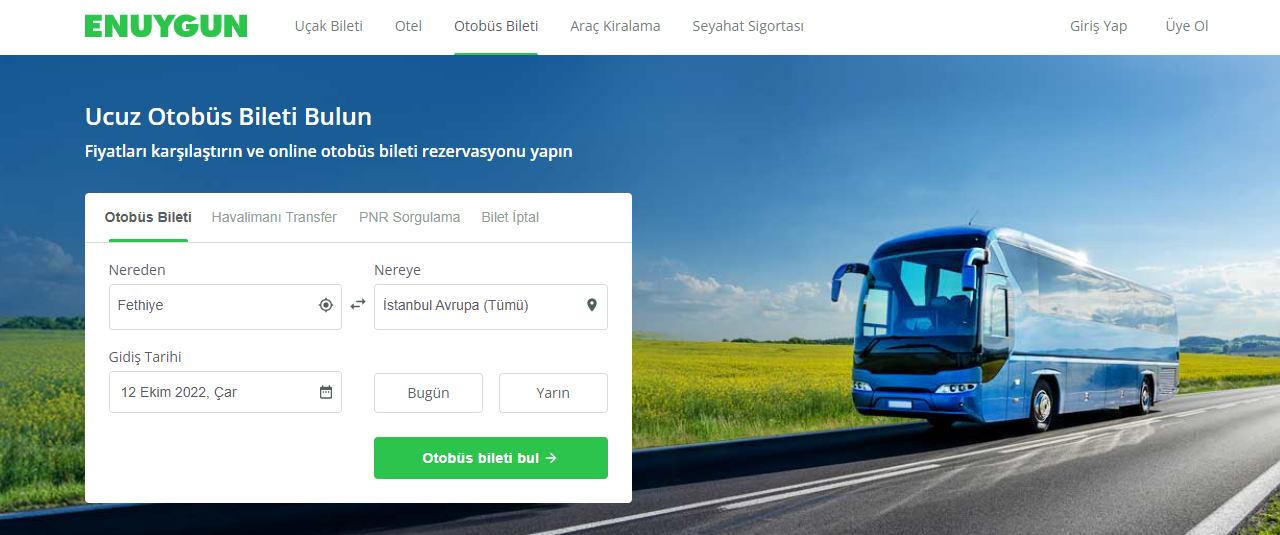 ENUYGUN Uçak Bileti Otel Otobüs Bileti Araç Kiralama Seyahat Sigortası Giriş Yap Üye Ol
Ucuz Otobüs Bileti Bulun
Fiyatları karşılaştırın ve online otobüs bileti rezervasyonu yapın
Otobüs Bileti Havalimanı Transfer PNR Sorgulama Bilet İptal
Nereden Nereye
Fethiye İstanbul Avrupa (Tümü)
Gidiş Tarihi
12 Ekim 2022, Çar Bugün Yarın
Otobüs bileti bul →